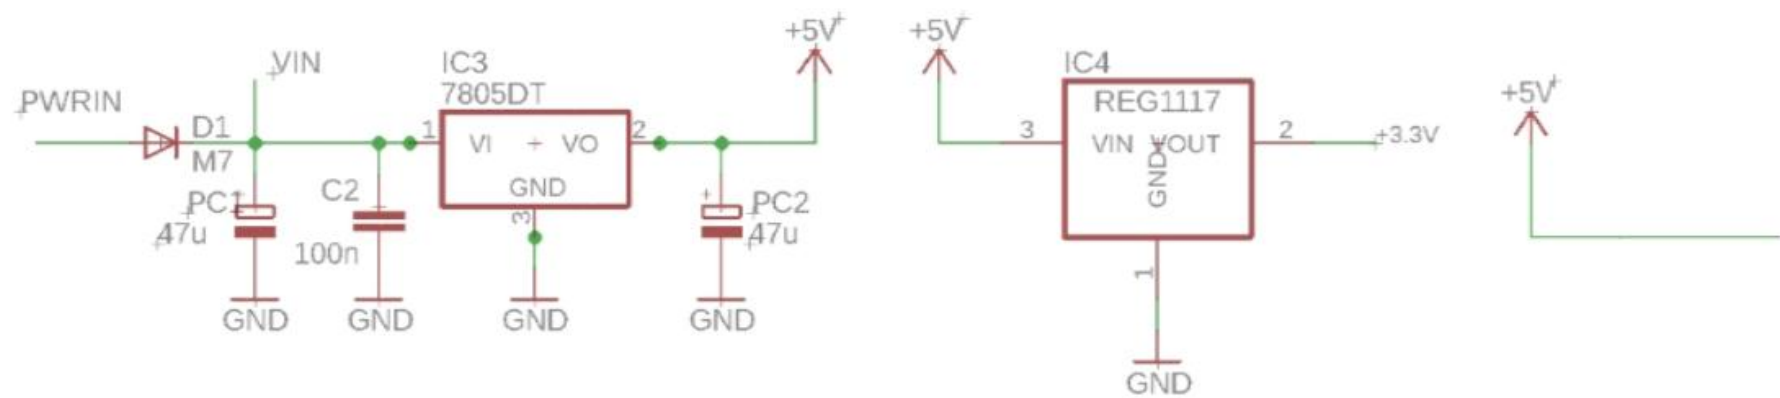 PWRIN
VIN
D1
M7
PC1
47u
GND
C2
100n
GND
IC3
7805DT
1
VI
VO
2
GND
3
GND
+5V
PC2
47u
GND
+5V
IC4
REG1117
3
VIN
VOUT
GND
2
+3.3V
1
GND
+5V